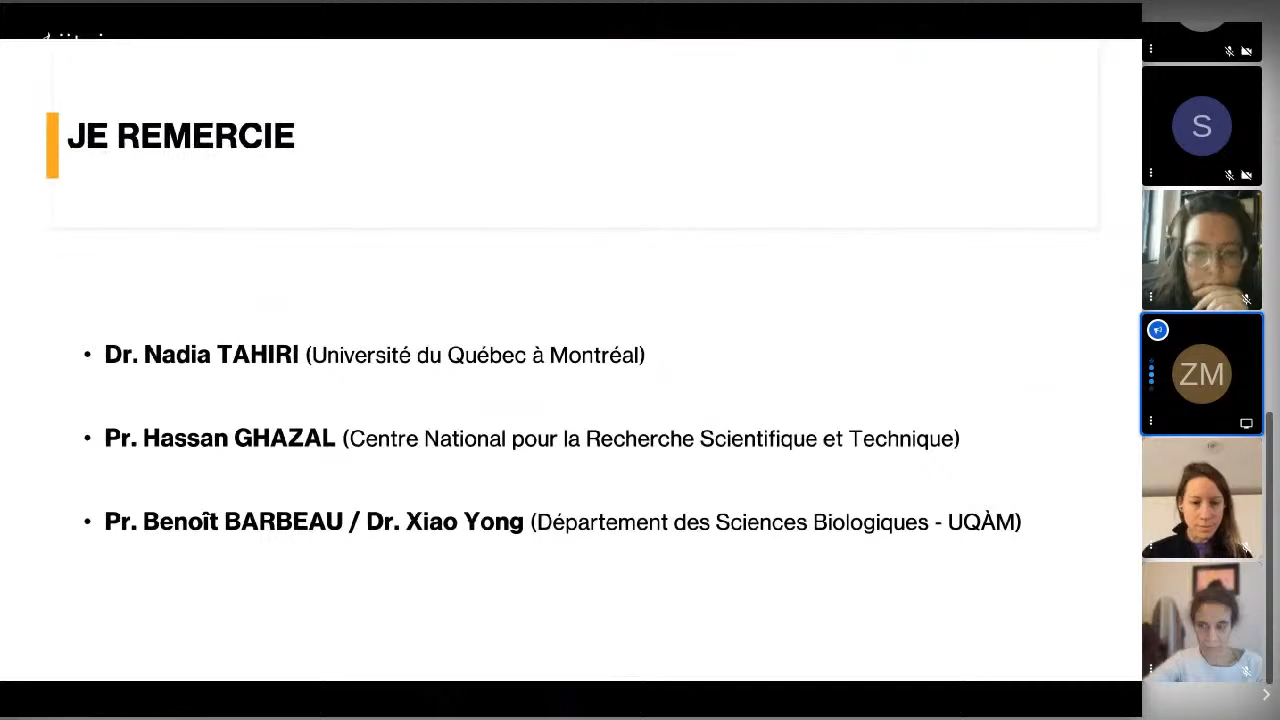 JE REMERCIE
• Dr. Nadia TAHIRI (Université du Québec à Montréal)
• Pr. Hassan GHAZAL (Centre National pour la Recherche Scientifique et Technique)
• Pr. Benoît BARBEAU / Dr. Xiao Yong (Département des Sciences Biologiques - UQÀM)
S
ZM